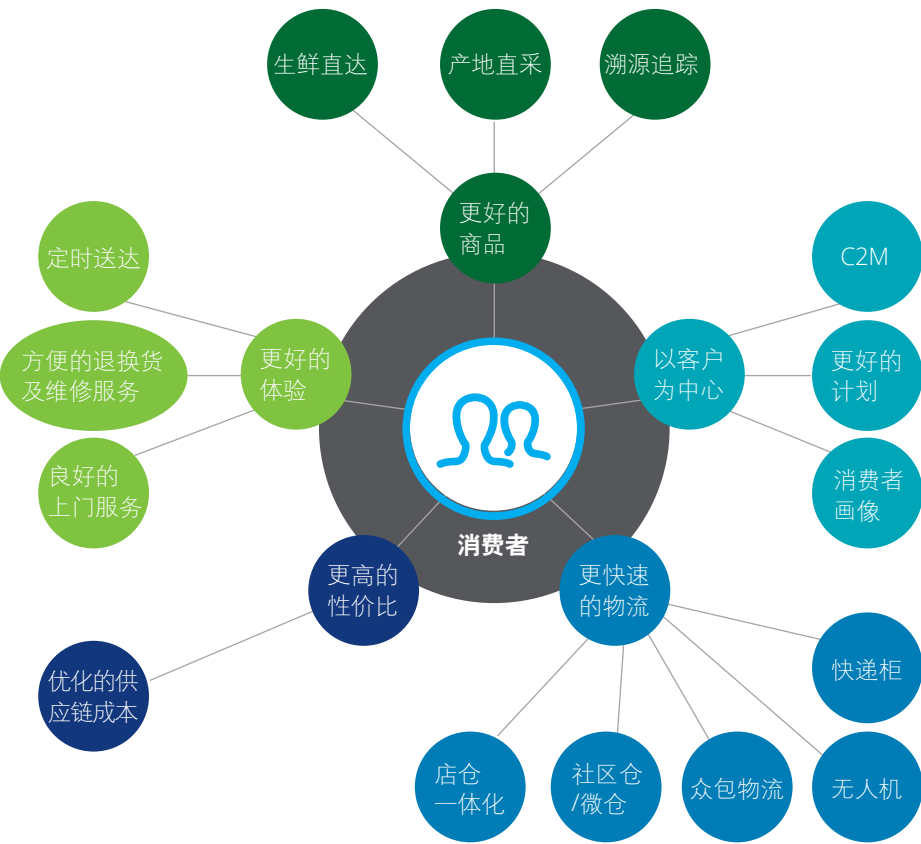 生鲜直达
产地直采
溯源追踪
更好的
商品
定时送达
方便的退换货
及维修服务
良好的
上门服务
更好的
体验
以客户
为中心
C2M
更好的
计划
消费者
画像
消费者
更高的
性价比
更快速
的物流
优化的供
应链成本
快递柜
店仓
一体化
社区仓
/微仓
众包物流
无人机